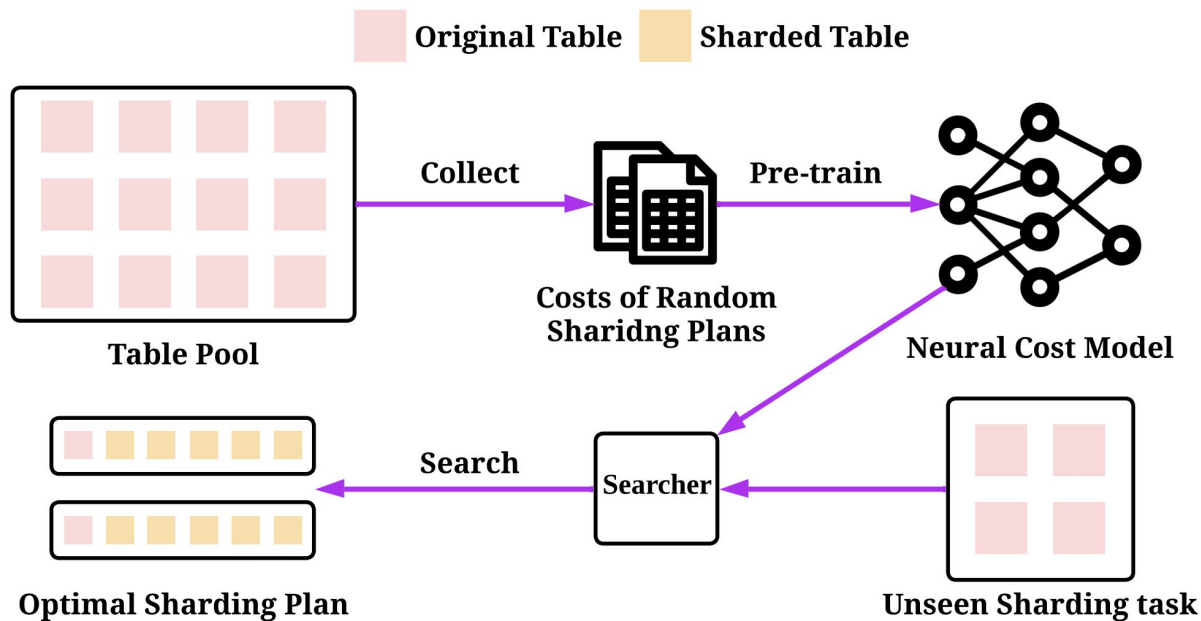 Original Table
Sharded Table
Collect
Pre-train
Costs of Random
Sharidng Plans
Neural Cost Model
Table Pool
Search
Searcher
Optimal Sharding Plan
Unseen Sharding task